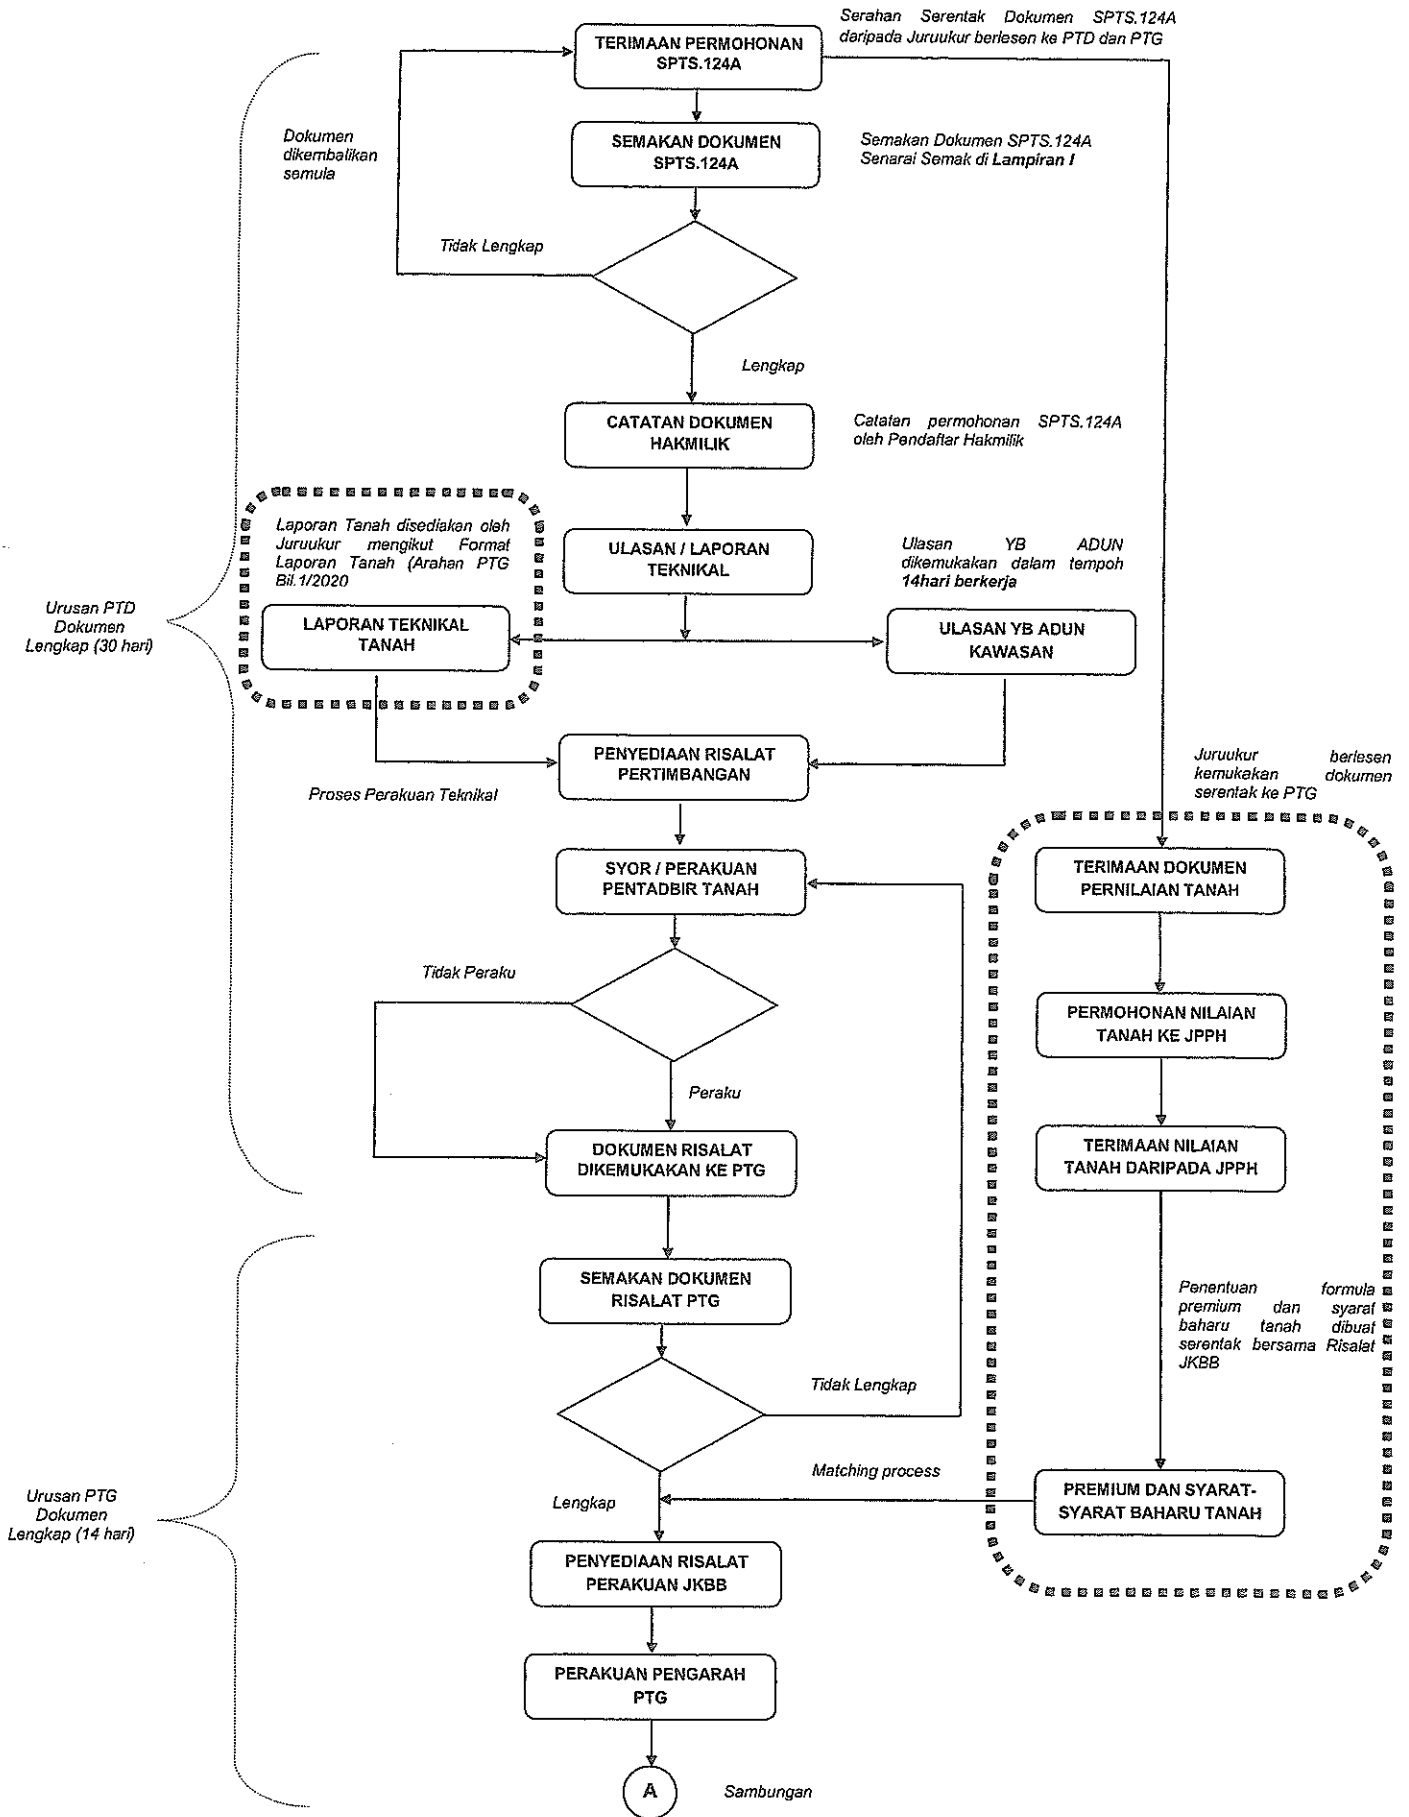 Serahan Serentak Dokumen SPTS.124A
daripada Juruukur berlesen ke PTD dan PTG
TERIMAAN PERMOHONAN
SPTS.124A
Dokumen
dikembalikan
semula
SEMAKAN DOKUMEN
SPTS.124A
Semakan Dokumen SPTS.124A
Senarai Semak di Lampiran I
Tidak Lengkap
Lengkap
CATATAN DOKUMEN
HAKMILIK
Catatan permohonan SPTS.124A
oleh Pendaftar Hakmilik
Laporan Tanah disediakan oleh
Juruukur mengikut Format
Laporan Tanah (Arahan PTG
Bil.1/2020
ULASAN / LAPORAN
TEKNIKAL
Ulasan YB ADUN
dikemukakan dalam tempoh
14hari berkerja
Urusan PTD
Dokumen
Lengkap (30 hari)
LAPORAN TEKNIKAL
TANAH
ULASAN YB ADUN
KAWASAN
PENYEDIAAN RISALAT
PERTIMBANGAN
Proses Perakuan Teknikal
Juruukur berlesen
kemukakan dokumen
serentak ke PTG
SYOR / PERAKUAN
PENTADBIR TANAH
TERIMAAN DOKUMEN
PERNILAIAN TANAH
Tidak Peraku
PERMOHONAN NILAIAN
TANAH KE JPPH
Peraku
DOKUMEN RISALAT
DIKEMUKAKAN KE PTG
TERIMAAN NILAIAN
TANAH DARIPADA JPPH
SEMAKAN DOKUMEN
RISALAT PTG
Penentuan formula
premium dan syarat
baharu tanah dibuat
serentak bersama Risalat
JKBB
Tidak Lengkap
Matching process
Lengkap
PREMIUM DAN SYARAT-
SYARAT BAHARU TANAH
Urusan PTG
Dokumen
Lengkap (14 hari)
PENYEDIAAN RISALAT
PERAKUAN JKBB
PERAKUAN PENGARAH
PTG
A
Sambungan